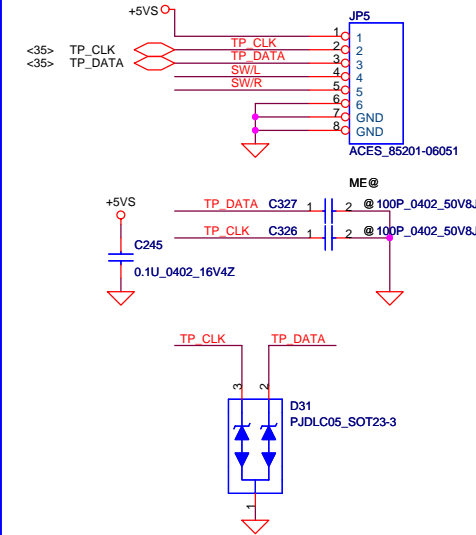 +5VS
JP5
1 1
<35> TP_CLK TP_CLK 2 2
<35> TP_DATA TP_DATA 3 3
SW/L 4 4
SW/R 5 5
6 6
7 GND
8 GND
ACES_85201-06051
ME@
+5VS
TP_DATA C327 1 2 @100P_0402_50V8J
TP_CLK C326 1 2 @100P_0402_50V8J
C245
0.1U_0402_16V4Z
TP_CLK TP_DATA
3 2
D31
PJDLC05_SOT23-3
1